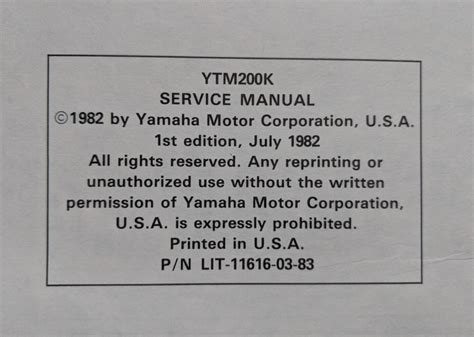 YTM200K
SERVICE MANUAL
©1982 by Yamaha Motor Corporation, U.S.A.
1st edition, July 1982
All rights reserved. Any reprinting or
unauthorized use without the written
permission of Yamaha Motor Corporation,
U.S.A. is expressly prohibited.
Printed in U.S.A.
P/N LIT-11616-03-83